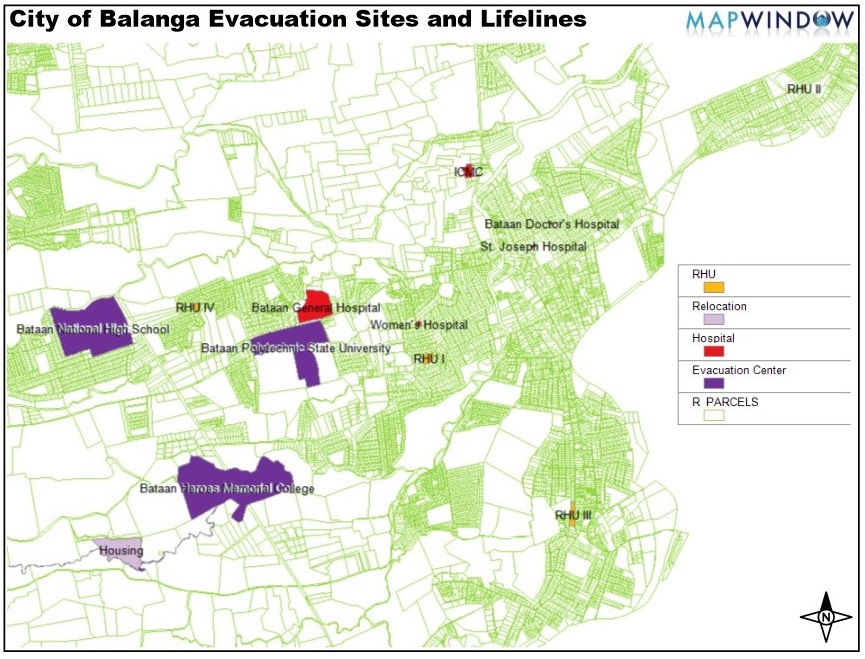 City of Balanga Evacuation Sites and Lifelines
MAPWINDOW
RHU II
ICMC
Bataan Doctor's Hospital
St. Joseph Hospital
RHU
Relocation
Hospital
Evacuation Center
R PARCELS
RHU IV
Bataan General Hospital
Bataan National High School
Women's Hospital
Bataan Polytechnic State University
RHU I
Bataan Heroes Memorial College
RHU III
Housing
N